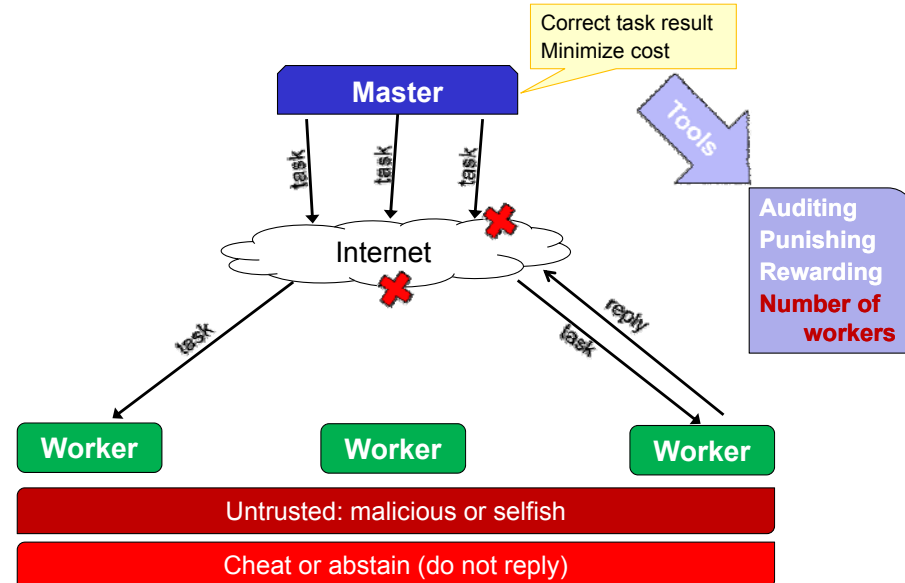 Correct task result
Minimize cost
Master
Tools
task
task
task
Auditing
Punishing
Rewarding
Number of
workers
Internet
task
task
reply
Worker
Worker
Worker
Untrusted: malicious or selfish
Cheat or abstain (do not reply)